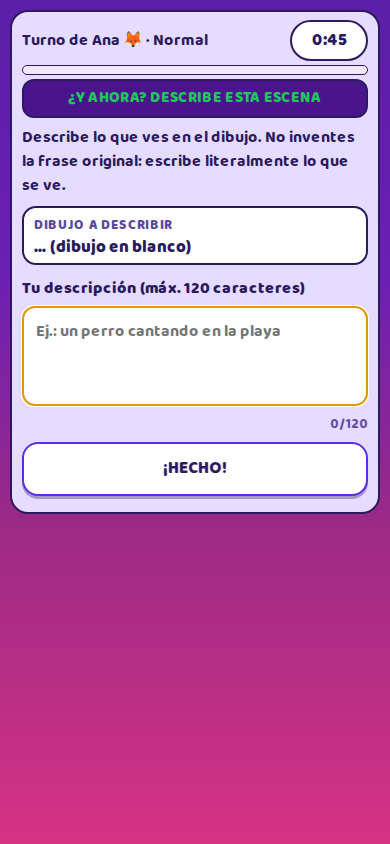 Turno de Ana 🦊 · Normal
0:45
¿Y AHORA? DESCRIBE ESTA ESCENA
Describe lo que ves en el dibujo. No inventes
la frase original: escribe literalmente lo que
se ve.
DIBUJO A DESCRIBIR
... (dibujo en blanco)
Tu descripción (máx. 120 caracteres)
Ej.: un perro cantando en la playa
0/120
¡HECHO!